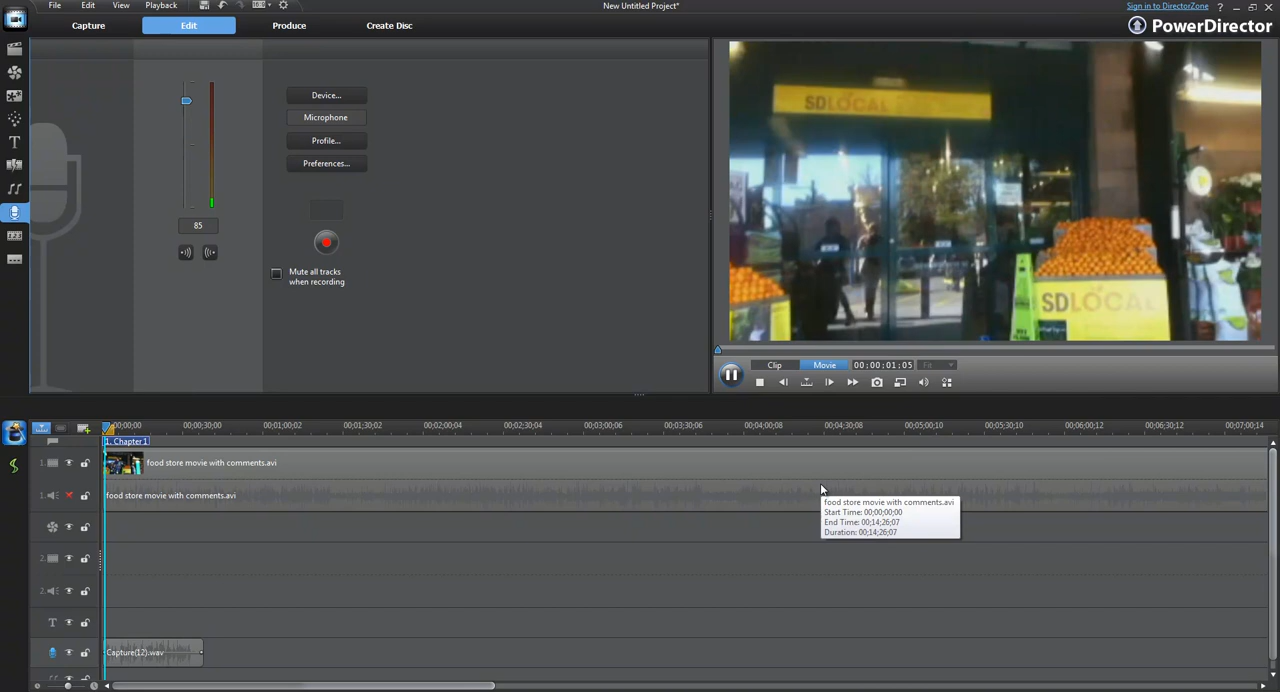 File Edit View Playback
New Untitled Project*
Sign in to DirectorZone ?
Capture Edit Produce Create Disc
PowerDirector
Device...
Microphone
Profile...
Preferences...
85
Mute all tracks
when recording
SDLOCAL
SDLOCAL
Clip Movie 00:00:01:05 Fit
00;00;00 00;00;30;00 00;01;00;02 00;01;30;02 00;02;00;04 00;02;30;04 00;03;00;06 00;03;30;06 00;04;00;08 00;04;30;08 00;05;00;10 00;05;30;10 00;06;00;12 00;06;30;12 00;07;00;14
1. Chapter 1
1. food store movie with comments.avi
1. food store movie with comments.avi
food store movie with comments.avi
Start Time: 00;00;00;00
End Time: 00;14;26;07
Duration: 00;14;26;07
2.
2.
T
Capture(12).wav